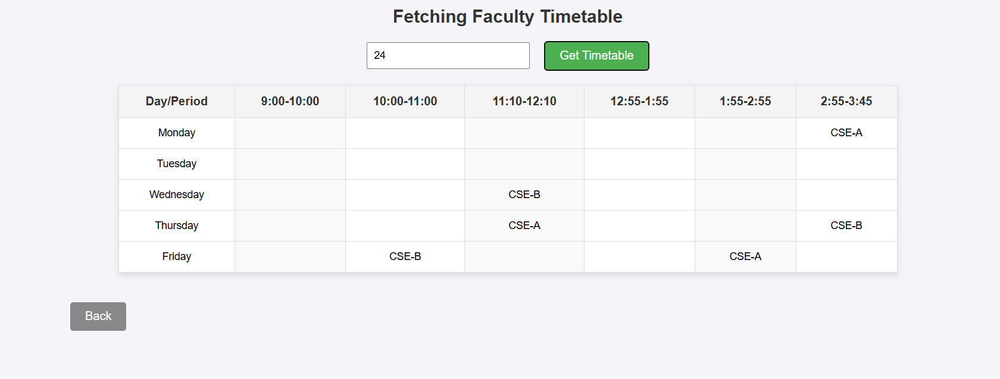 Fetching Faculty Timetable
24 Get Timetable
Day/Period 9:00-10:00 10:00-11:00 11:10-12:10 12:55-1:55 1:55-2:55 2:55-3:45
Monday CSE-A
Tuesday
Wednesday CSE-B
Thursday CSE-A CSE-B
Friday CSE-B CSE-A
Back